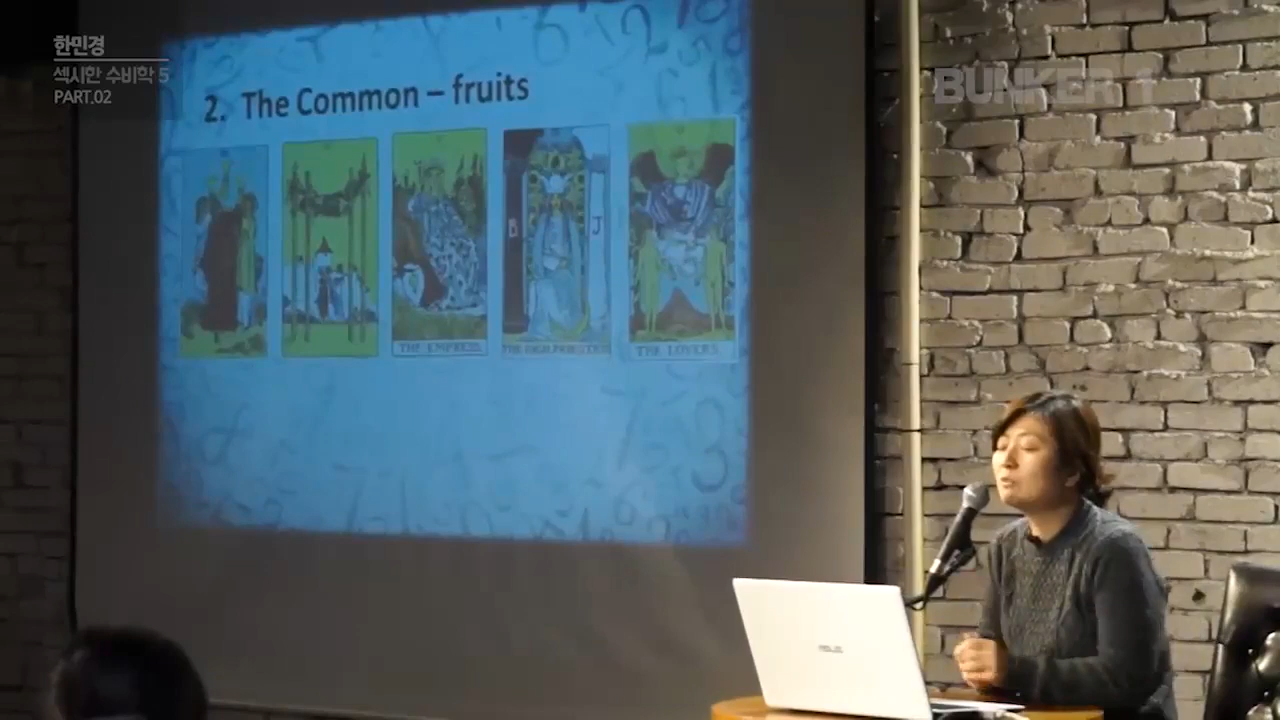 한민경
섹시한 수비학 5
PART.02
BUNKER 1
2. The Common – fruits
B
J
THE EMPRESS
THE HIGH PRIESTESS
THE LOVERS
ASUS